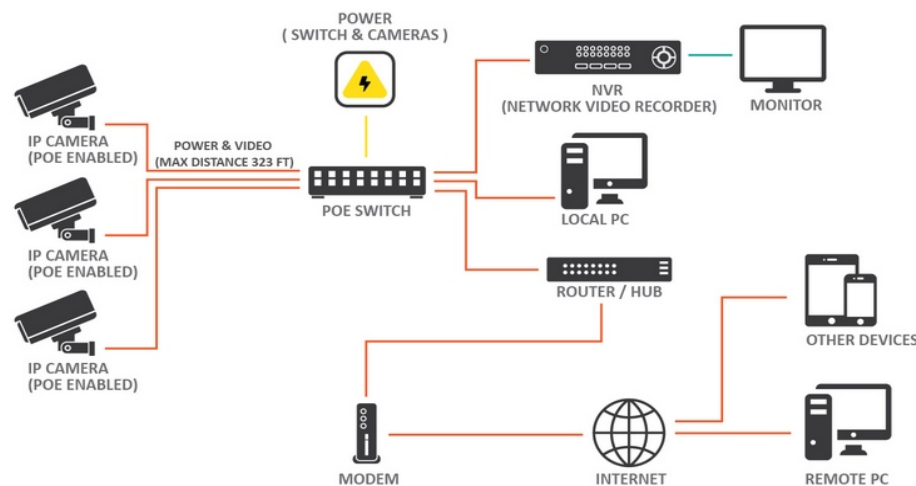 POWER
( SWITCH & CAMERAS)
IP CAMERA
(POE ENABLED)
POWER & VIDEO
(MAX DISTANCE 323 FT)
POE SWITCH
NVR
(NETWORK VIDEO RECORDER)
MONITOR
LOCAL PC
IP CAMERA
(POE ENABLED)
ROUTER / HUB
IP CAMERA
(POE ENABLED)
OTHER DEVICES
MODEM
INTERNET
REMOTE PC